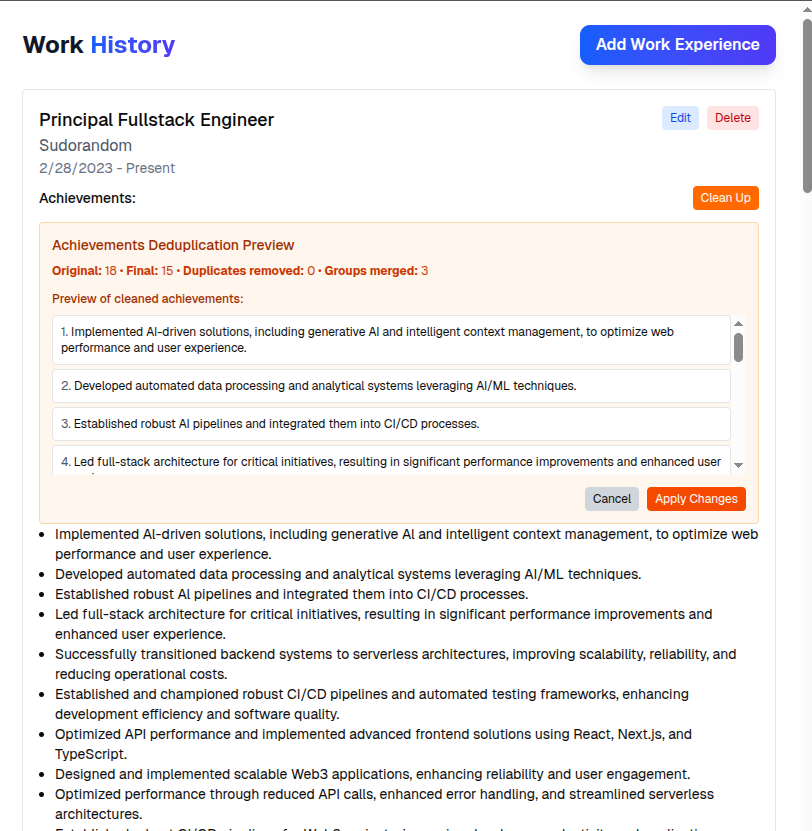 Work History
Add Work Experience
Principal Fullstack Engineer
Edit
Delete
Sudorandom
2/28/2023 - Present
Achievements:
Clean Up
Achievements Deduplication Preview
Original: 18 • Final: 15 • Duplicates removed: 0 • Groups merged: 3
Preview of cleaned achievements:
1. Implemented AI-driven solutions, including generative AI and intelligent context management, to optimize web
performance and user experience.
2. Developed automated data processing and analytical systems leveraging AI/ML techniques.
3. Established robust AI pipelines and integrated them into CI/CD processes.
4. Led full-stack architecture for critical initiatives, resulting in significant performance improvements and enhanced user
Cancel
Apply Changes
• Implemented AI-driven solutions, including generative AI and intelligent context management, to optimize web
performance and user experience.
• Developed automated data processing and analytical systems leveraging AI/ML techniques.
• Established robust AI pipelines and integrated them into CI/CD processes.
• Led full-stack architecture for critical initiatives, resulting in significant performance improvements and
enhanced user experience.
• Successfully transitioned backend systems to serverless architectures, improving scalability, reliability, and
reducing operational costs.
• Established and championed robust CI/CD pipelines and automated testing frameworks, enhancing
development efficiency and software quality.
• Optimized API performance and implemented advanced frontend solutions using React, Next.js, and
TypeScript.
• Designed and implemented scalable Web3 applications, enhancing reliability and user engagement.
• Optimized performance through reduced API calls, enhanced error handling, and streamlined serverless
architectures.